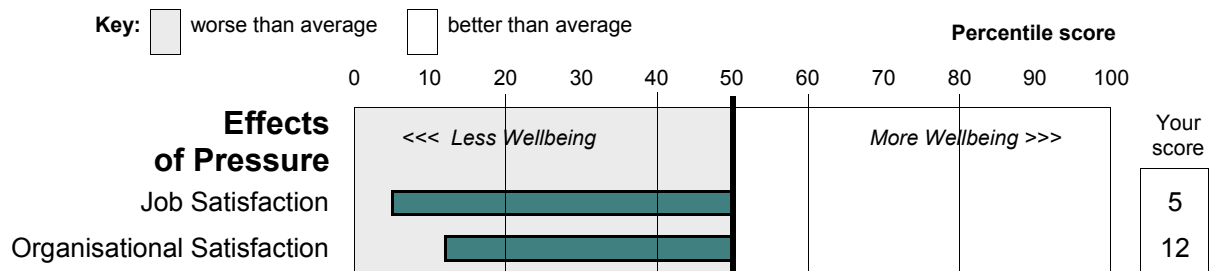 Key: worse than average better than average
Percentile score
0 10 20 30 40 50 60 70 80 90 100
Effects
of Pressure
<<< Less Wellbeing More Wellbeing >>>
Your
score
Job Satisfaction 5
Organisational Satisfaction 12